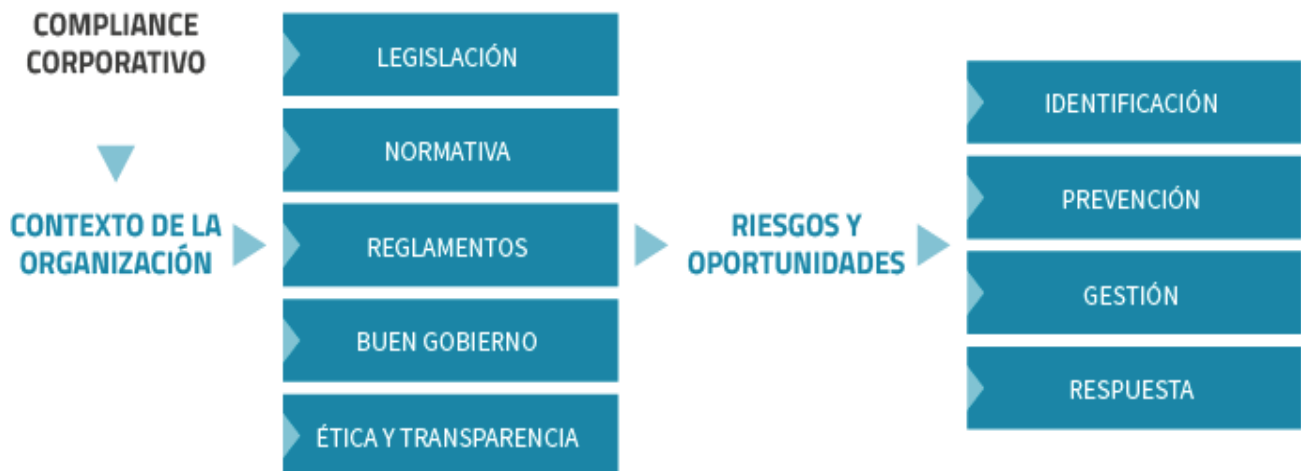 COMPLIANCE
CORPORATIVO
CONTEXTO DE LA
ORGANIZACIÓN
LEGISLACIÓN
NORMATIVA
REGLAMENTOS
BUEN GOBIERNO
ÉTICA Y TRANSPARENCIA
RIESGOS Y
OPORTUNIDADES
IDENTIFICACIÓN
PREVENCIÓN
GESTIÓN
RESPUESTA